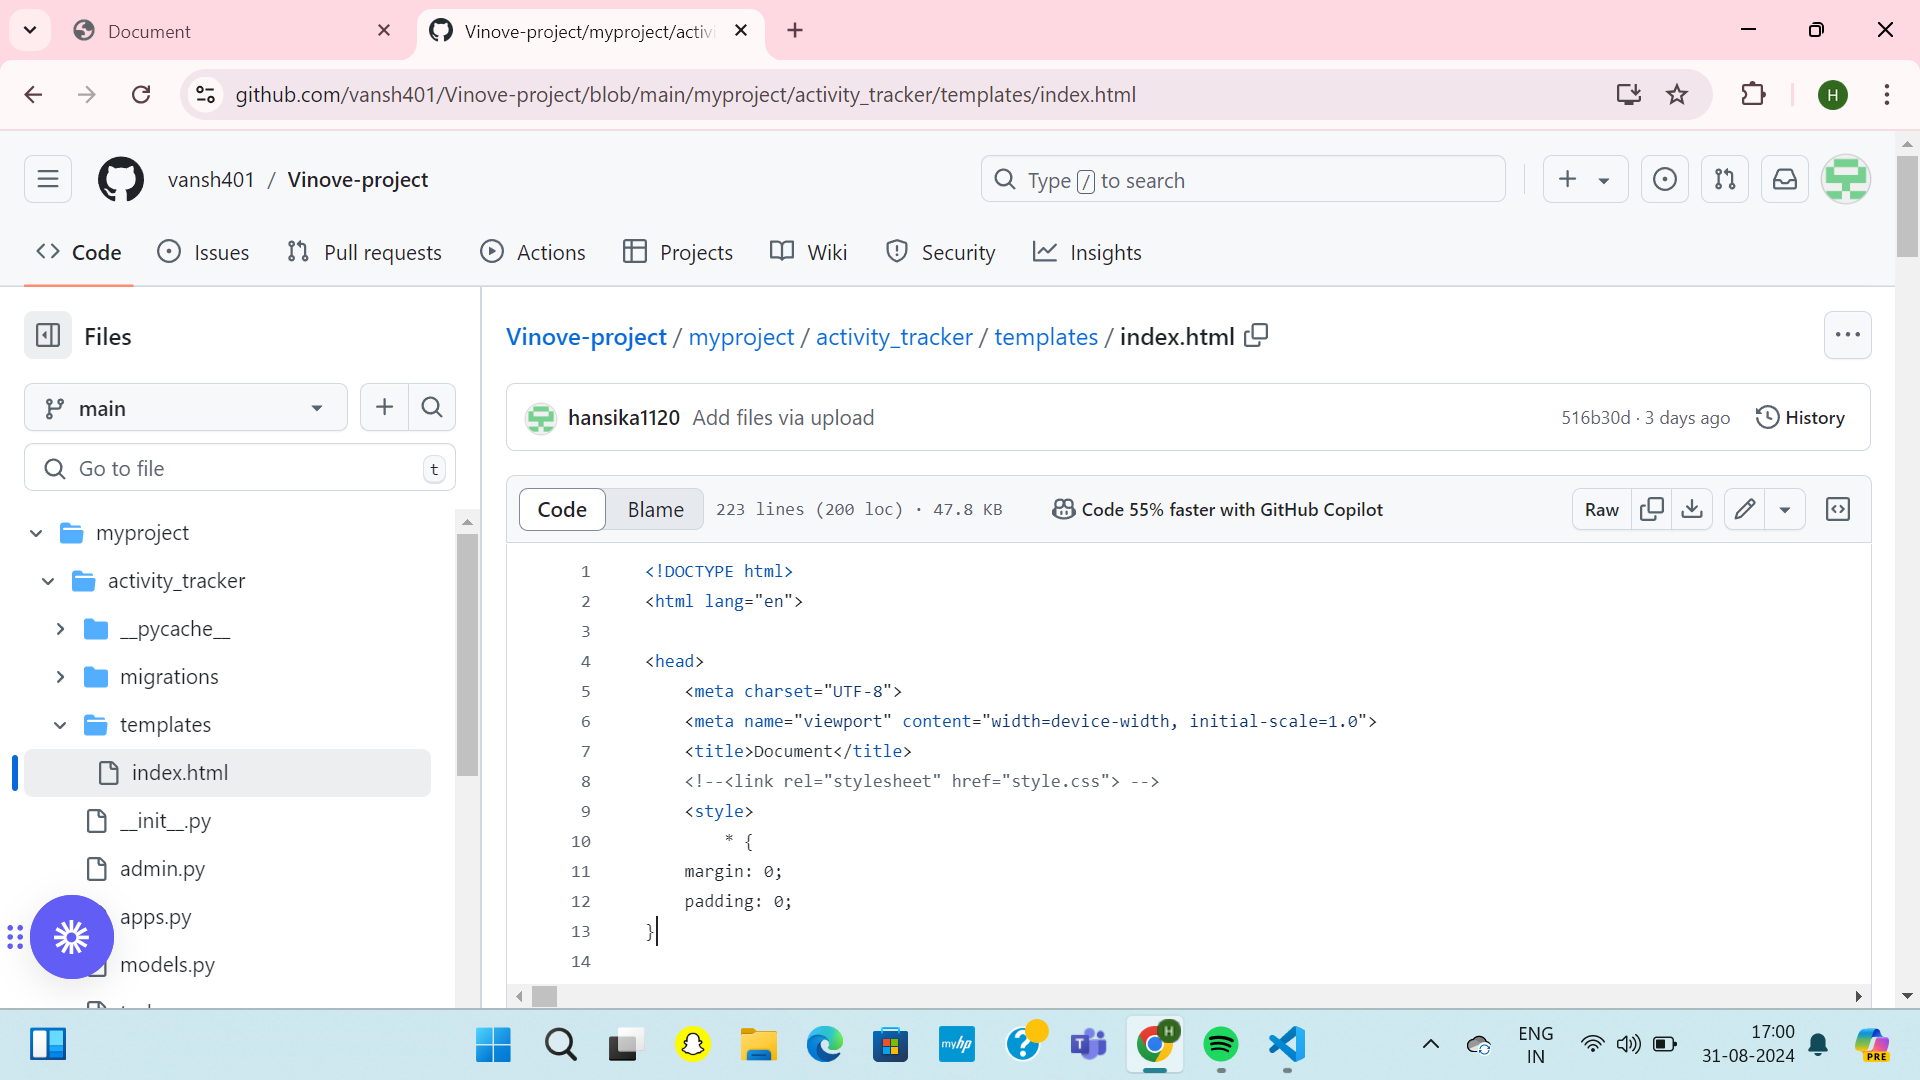 Document
Vinove-project/myproject/activi
github.com/vansh401/Vinove-project/blob/main/myproject/activity_tracker/templates/index.html
H
vansh401 / Vinove-project
Type / to search
Code
Issues
Pull requests
Actions
Projects
Wiki
Security
Insights
Files
main
Go to file
t
myproject
activity_tracker
__pycache__
migrations
templates
index.html
__init__.py
admin.py
apps.py
models.py
Vinove-project / myproject / activity_tracker / templates / index.html
hansika1120 Add files via upload
516b30d · 3 days ago
History
Code
Blame
223 lines (200 loc) · 47.8 KB
Code 55% faster with GitHub Copilot
Raw
1 <!DOCTYPE html>
2 <html lang="en">
3
4 <head>
5 <meta charset="UTF-8">
6 <meta name="viewport" content="width=device-width, initial-scale=1.0">
7 <title>Document</title>
8 <!--<link rel="stylesheet" href="style.css"> -->
9 <style>
10 * {
11 margin: 0;
12 padding: 0;
13 }
14
myhp
H
ENG
IN
17:00
31-08-2024
PRE